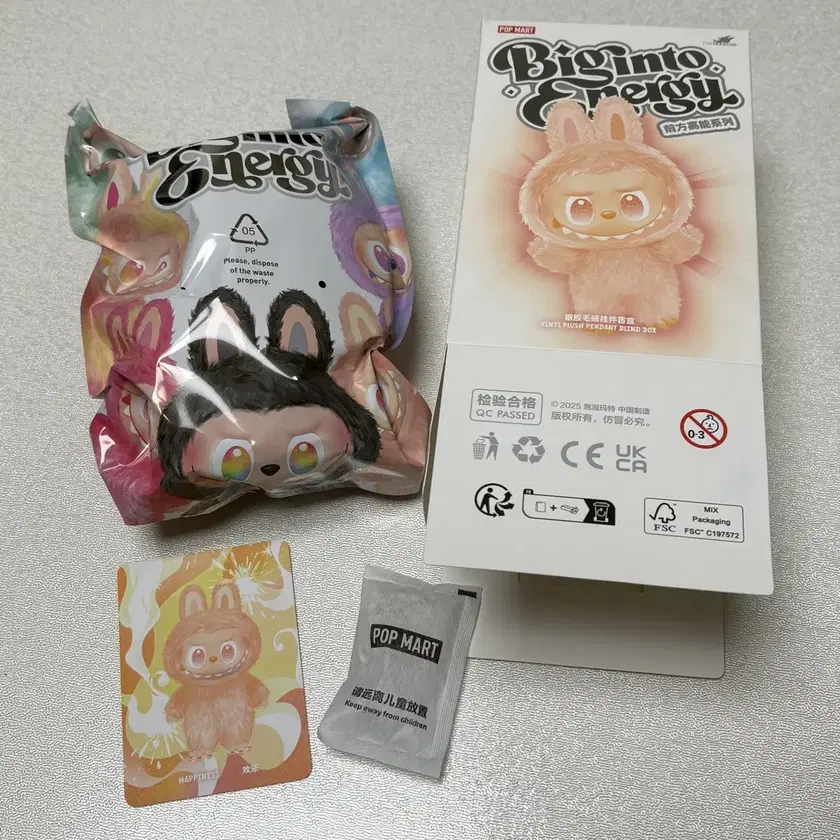 Big into
Energy
05
PP
Please, dispose
of the waste
properly.
POP MART
Big into
Energy
前方高能系列
搪胶毛绒挂件盲盒
VINYL PLUSH PENDANT BLIND BOX
检验合格
QC PASSED
© 2025 泡泡玛特 中国制造
版权所有，仿冒必究。
0-3
CE
UK
CA
FSC
MIX
Packaging
FSC™ C197572
HAPPINESS 欢乐
POP MART
请远离儿童放置
Keep away from children